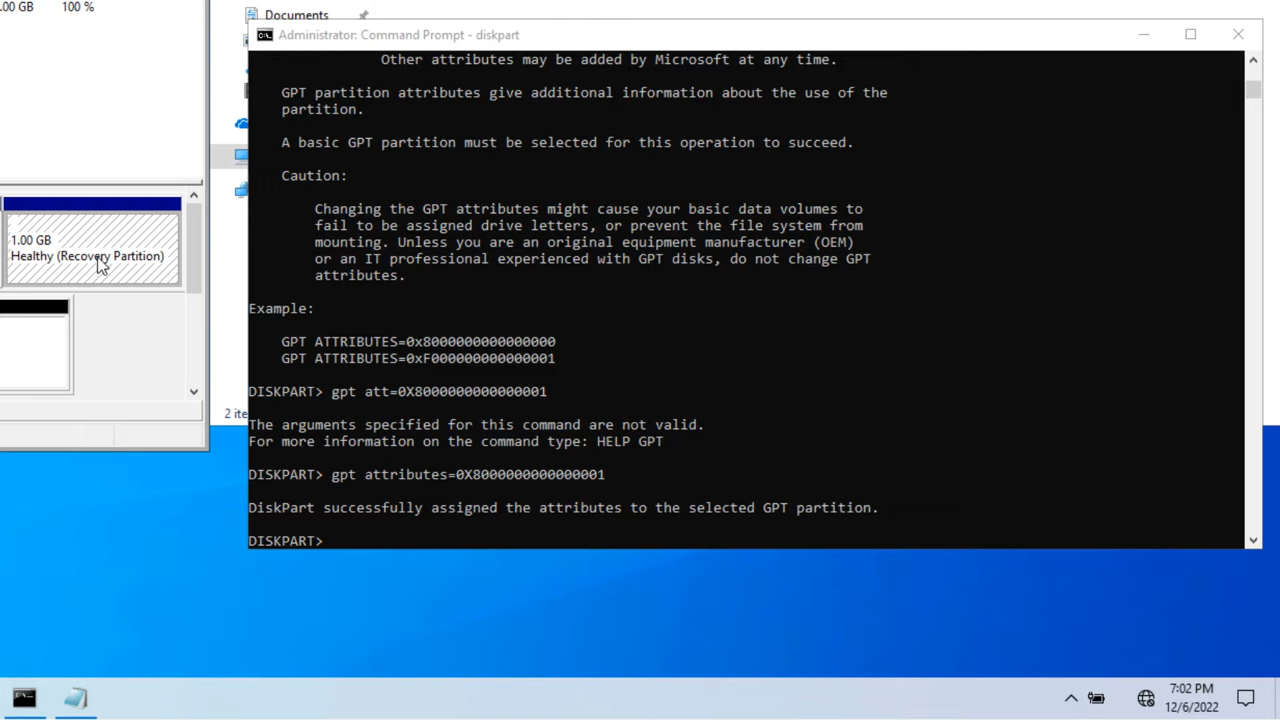 .00 GB 100 %
Documents
Administrator: Command Prompt - diskpart
Other attributes may be added by Microsoft at any time.
GPT partition attributes give additional information about the use of the
partition.
A basic GPT partition must be selected for this operation to succeed.
Caution:
Changing the GPT attributes might cause your basic data volumes to
fail to be assigned drive letters, or prevent the file system from
mounting. Unless you are an original equipment manufacturer (OEM)
or an IT professional experienced with GPT disks, do not change GPT
attributes.
Example:
GPT ATTRIBUTES=0x8000000000000000
GPT ATTRIBUTES=0xF000000000000001
DISKPART> gpt att=0X8000000000000001
The arguments specified for this command are not valid.
For more information on the command type: HELP GPT
DISKPART> gpt attributes=0X8000000000000001
DiskPart successfully assigned the attributes to the selected GPT partition.
DISKPART>
1.00 GB
Healthy (Recovery Partition)
2 ite
7:02 PM
12/6/2022